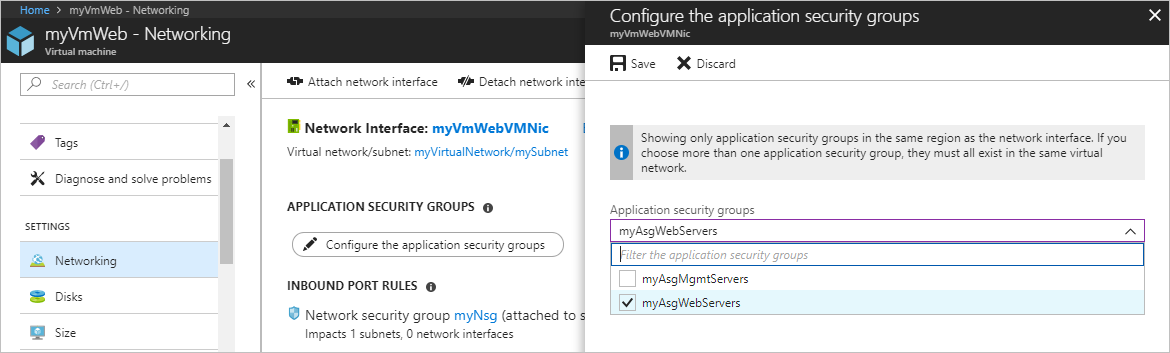 Home > myVmWeb - Networking
myVmWeb - Networking
Virtual machine
Search (Ctrl+/)
«
Tags
Diagnose and solve problems
SETTINGS
Networking
Disks
Size
Attach network interface
Detach network inte
Network Interface: myVmWebVMNic
Virtual network/subnet: myVirtualNetwork/mySubnet
APPLICATION SECURITY GROUPS
Configure the application security groups
INBOUND PORT RULES
Network security group myNsg (attached to s
Impacts 1 subnets, 0 network interfaces
Configure the application security groups
myVmWebVMNic
Save
Discard
Showing only application security groups in the same region as the network interface. If you
choose more than one application security group, they must all exist in the same virtual
network.
Application security groups
myAsgWebServers
Filter the application security groups
myAsgMgmtServers
myAsgWebServers